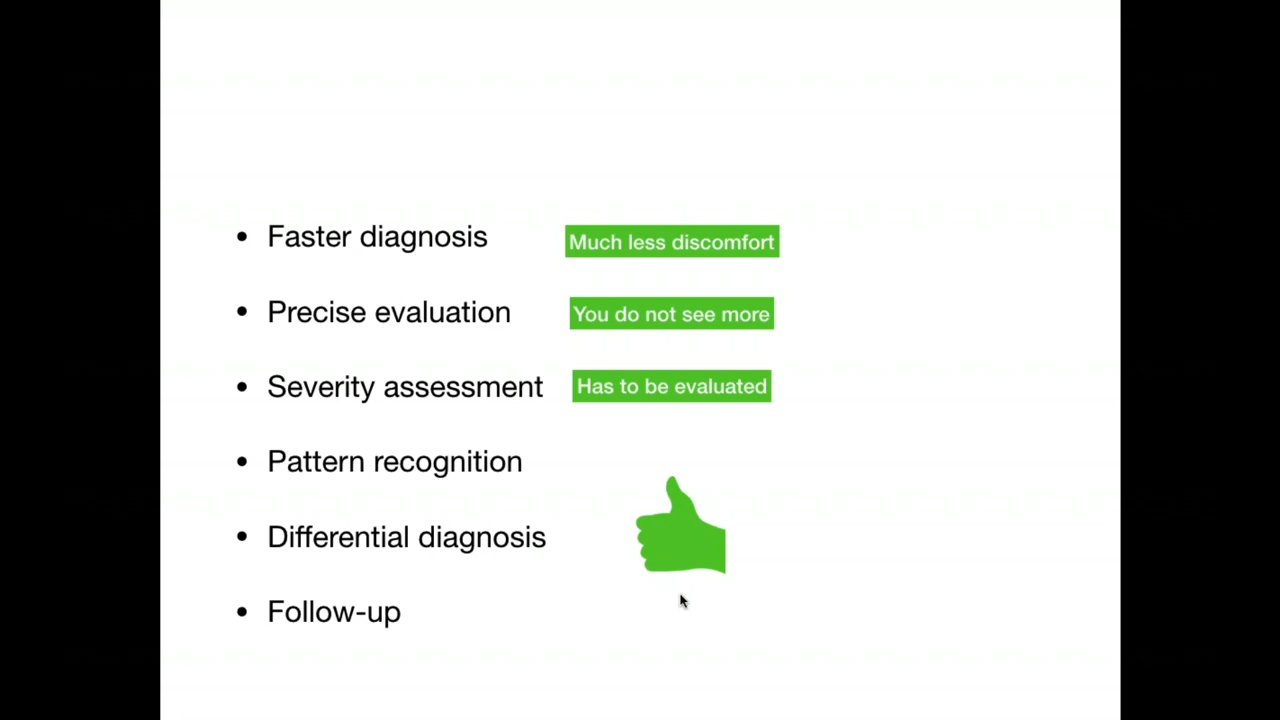 • Faster diagnosis Much less discomfort
• Precise evaluation You do not see more
• Severity assessment Has to be evaluated
• Pattern recognition
• Differential diagnosis
• Follow-up